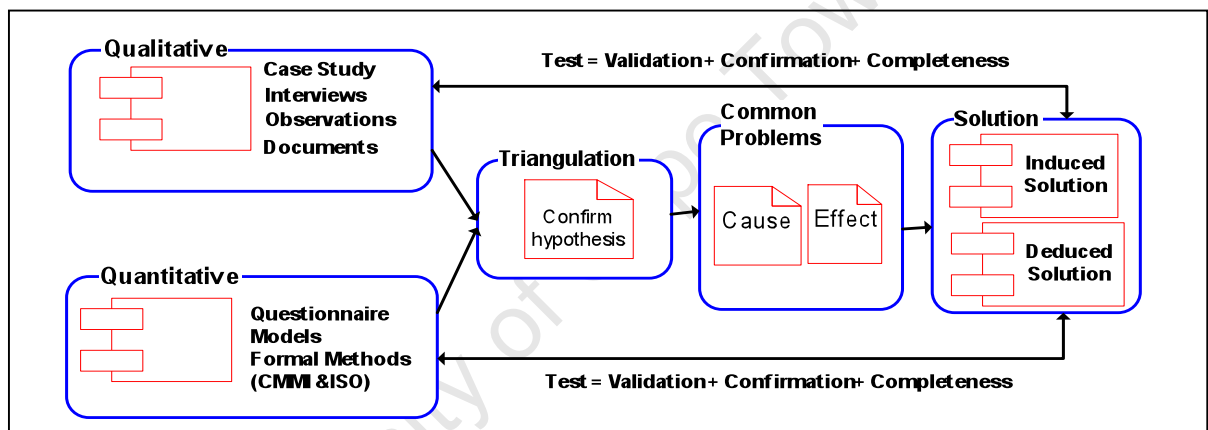 Qualitative
Case Study
Interviews
Observations
Documents
Test = Validation + Confirmation + Completeness
Triangulation
Confirm
hypothesis
Common
Problems
Cause
Effect
Solution
Induced
Solution
Deduced
Solution
Quantitative
Questionnaire
Models
Formal Methods
(CMMI & ISO)
Test = Validation + Confirmation + Completeness